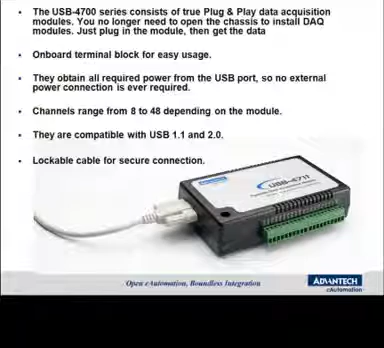 • The USB-4700 series consists of true Plug & Play data acquisition
modules. You no longer need to open the chassis to install DAQ
modules. Just plug in the module, then get the data
• Onboard terminal block for easy usage.
• They obtain all required power from the USB port, so no external
power connection is ever required.
• Channels range from 8 to 48 depending on the module.
• They are compatible with USB 1.1 and 2.0.
• Lockable cable for secure connection.
ADVANTECH
USB-4711
Open eAutomation, Boundless Integration
ADVANTECH
eAutomation